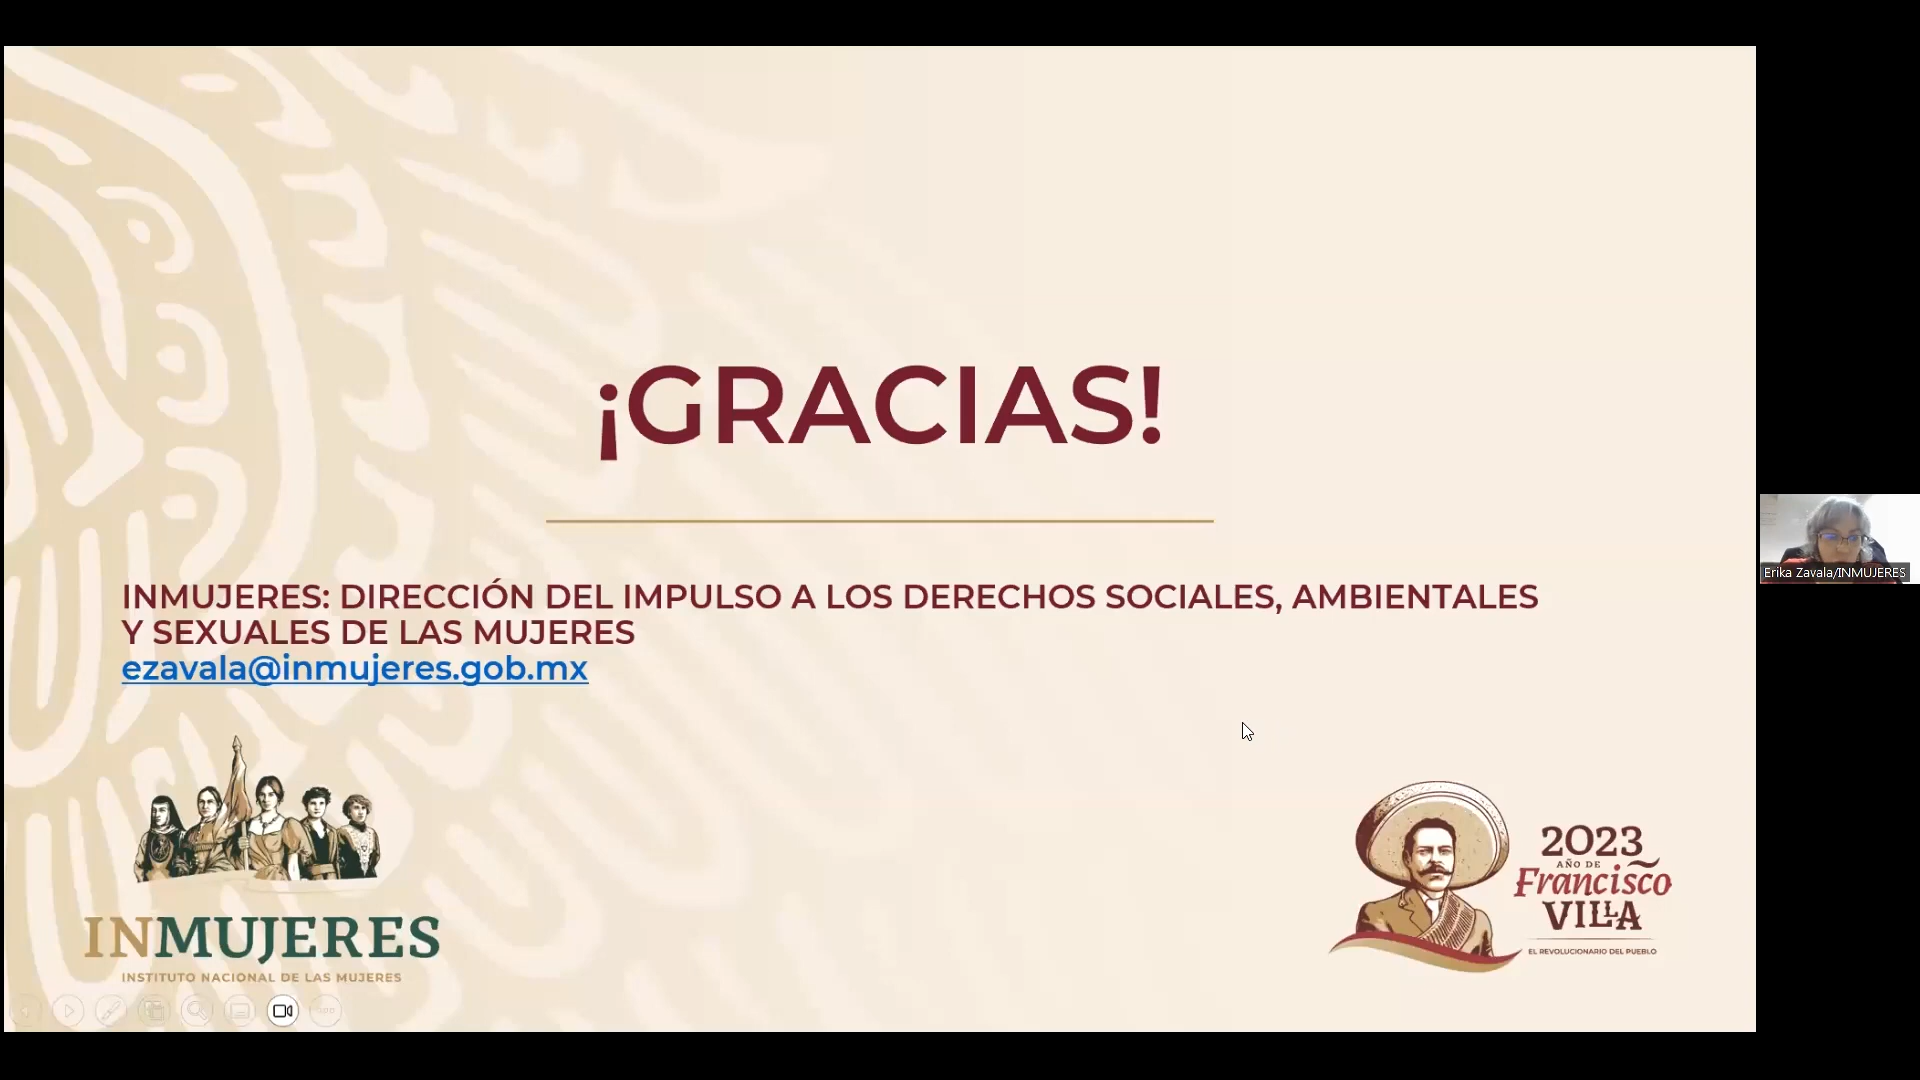 ¡GRACIAS!
INMUJERES: DIRECCIÓN DEL IMPULSO A LOS DERECHOS SOCIALES, AMBIENTALES
Y SEXUALES DE LAS MUJERES
ezavala@inmujeres.gob.mx
Erika Zavala/INMUJERES
INMUJERES
INSTITUTO NACIONAL DE LAS MUJERES
2023
AÑO DE
Francisco
VILLA
EL REVOLUCIONARIO DEL PUEBLO